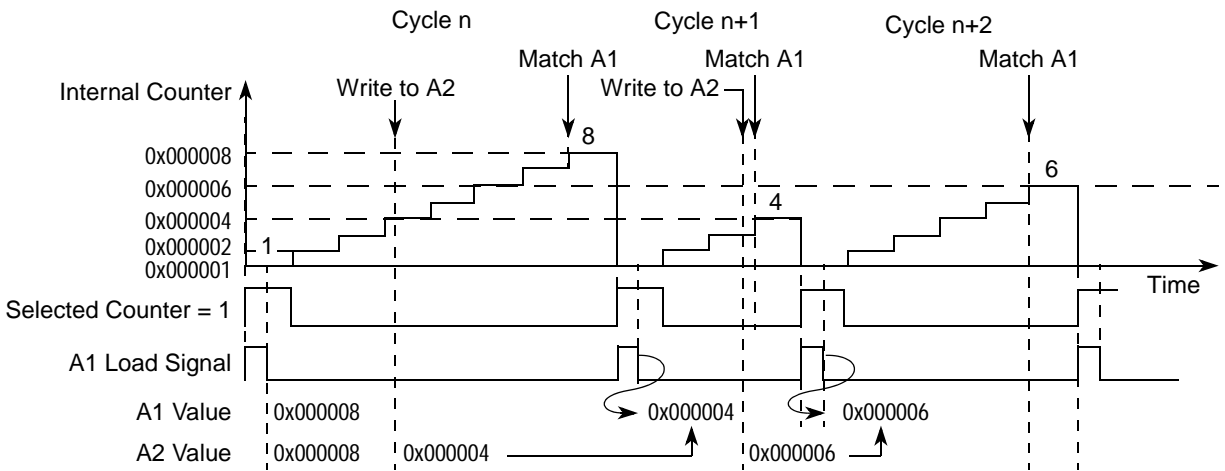 Cycle n Cycle n+1 Cycle n+2
Match A1 Match A1 Match A1
Internal Counter Write to A2 Write to A2
8
0x000008
0x000006 6
0x000004 4
0x000002 1
0x000001
Time
Selected Counter = 1
A1 Load Signal
A1 Value 0x000008 0x000004 0x000006
A2 Value 0x000008 0x000004 0x000006